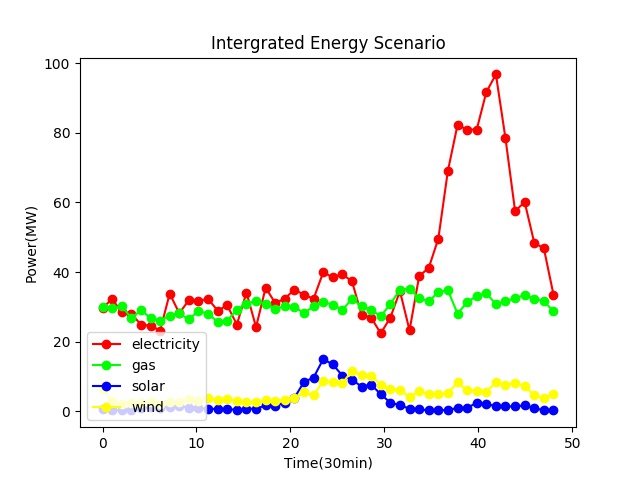 Intergrated Energy Scenario
Power(MW)
100
80
60
40
20
0
electricity
gas
solar
wind
0 10 20 30 40 50
Time(30min)